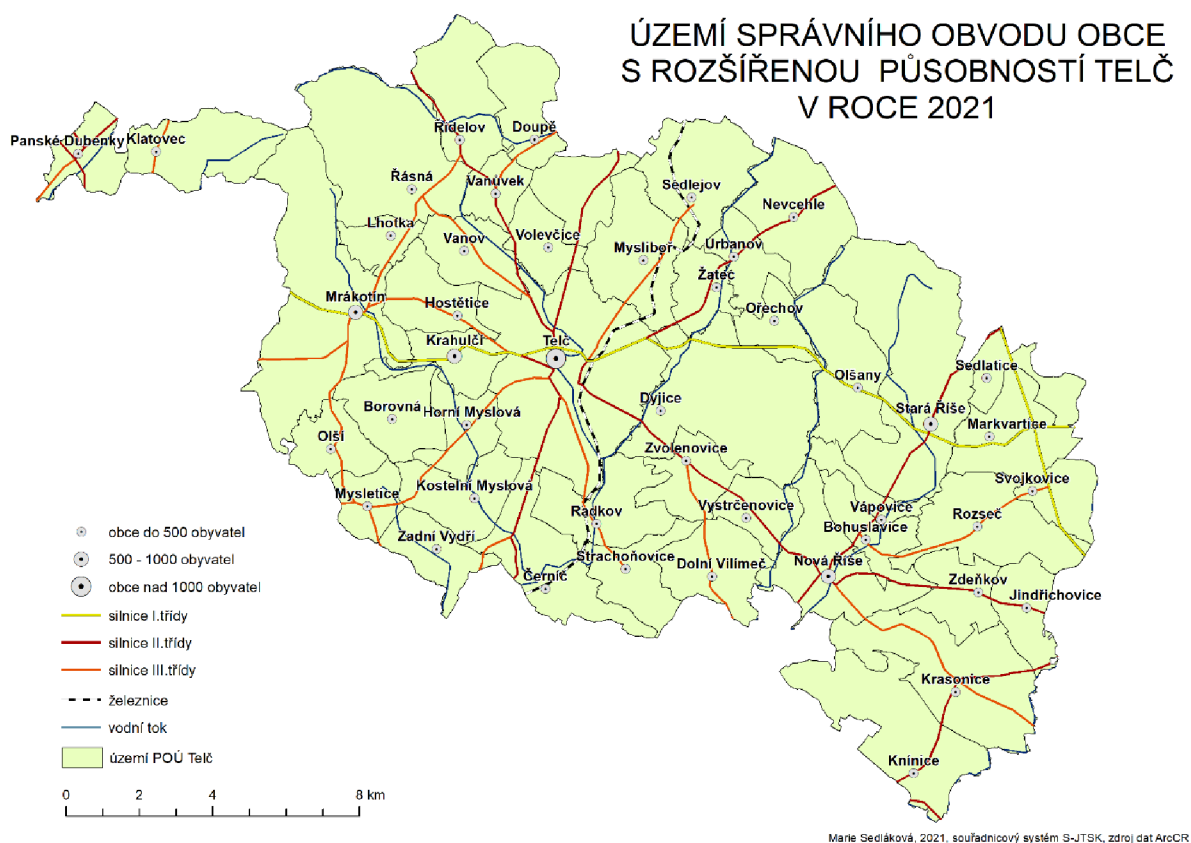 ÚZEMÍ SPRÁVNÍHO OBVODU OBCE
S ROZŠÍŘENOU PŮSOBNOSTÍ TELČ
V ROCE 2021
Panské Dubenky
Klatovec
Řídelov
Doupě
Řásná
Vanůvek
Sedlejov
Nevcehle
Lhotka
Vanov
Volevčice
Myslibeř
Urbanov
Žatec
Mrákotín
Hostětice
Ořechov
Krahulčí
Telč
Sedlatice
Olšany
Borovná
Horní Myslová
Dyjice
Stará Říše
Markvartice
Olší
Zvolenovice
Svojkovice
Mysletice
Kostelní Myslová
Vystrčenovice
Vápovice
Radkov
Rozseč
Bohuslavice
Zadní Vydří
Strachoňovice
Dolní Vilímeč
Nová Říše
Černíč
Zdeňkov
Jindřichovice
Krasonice
Knínice
obce do 500 obyvatel
500 - 1000 obyvatel
obce nad 1000 obyvatel
silnice I.třídy
silnice II.třídy
silnice III.třídy
železnice
vodní tok
území POÚ Telč
0 2 4 8 km
Marie Sedláková, 2021, souřadnicový systém S-JTSK, zdroj dat ArcCR